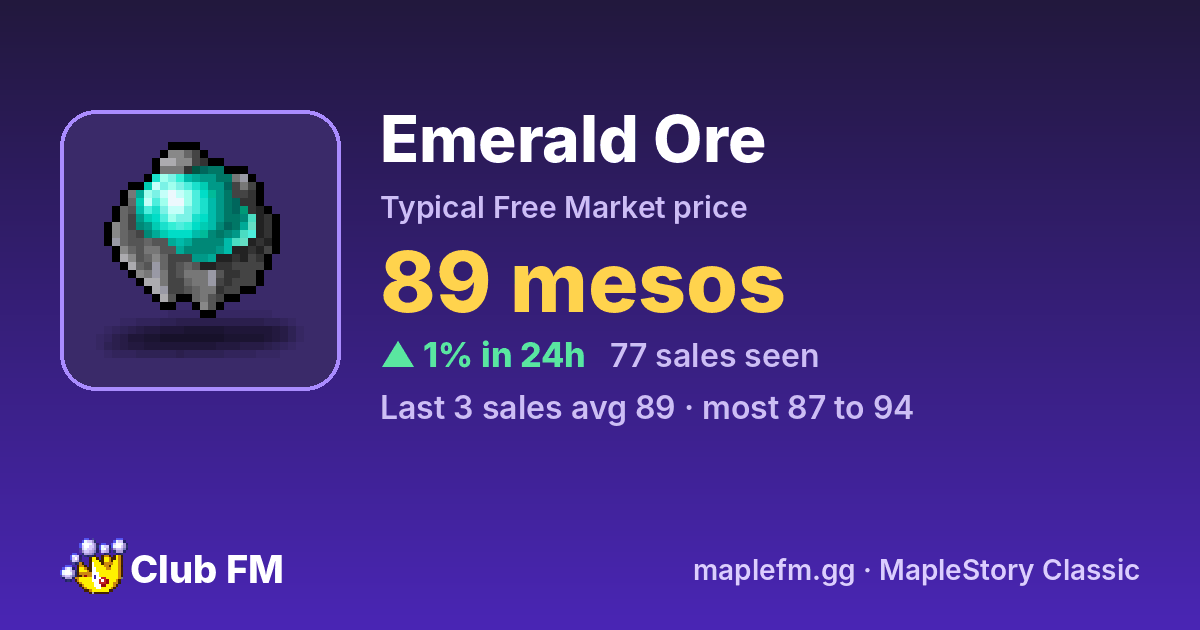 Emerald Ore
Typical Free Market price
89 mesos
▲ 1% in 24h 77 sales seen
Last 3 sales avg 89 · most 87 to 94
Club FM
maplefm.gg · MapleStory Classic